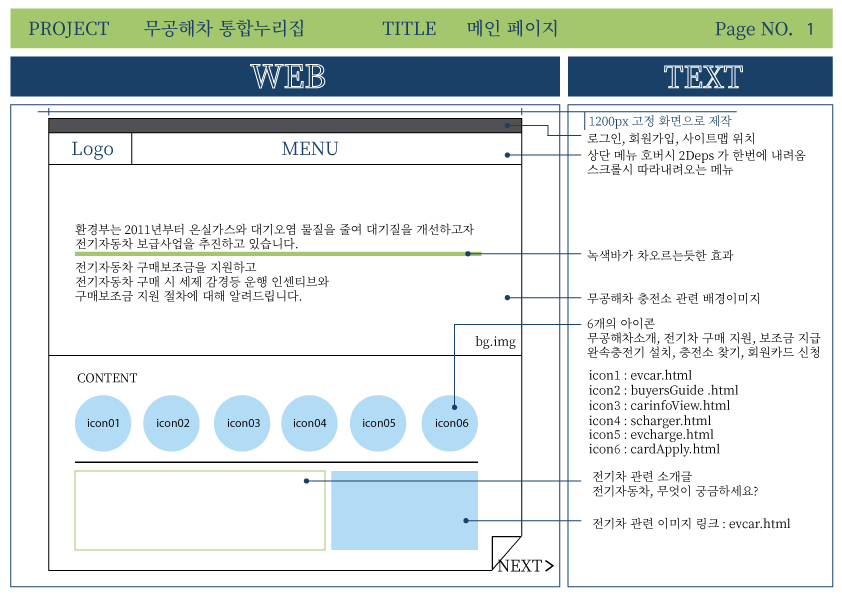 PROJECT 무공해차 통합누리집 TITLE 메인 페이지 Page NO. 1
WEB
TEXT
Logo
MENU
환경부는 2011년부터 온실가스와 대기오염 물질을 줄여 대기질을 개선하고자
전기자동차 보급사업을 추진하고 있습니다.
전기자동차 구매보조금을 지원하고
전기자동차 구매 시 세제 감경등 운행 인센티브와
구매보조금 지원 절차에 대해 알려드립니다.
bg.img
CONTENT
icon01 icon02 icon03 icon04 icon05 icon06
NEXT
1200px 고정 화면으로 제작
로그인, 회원가입, 사이트맵 위치
상단 메뉴 호버시 2Deps 가 한번에 내려옴
스크롤시 따라내려오는 메뉴
녹색바가 차오르는듯한 효과
무공해차 충전소 관련 배경이미지
6개의 아이콘
무공해차소개, 전기차 구매 지원, 보조금 지급
완속충전기 설치, 충전소 찾기, 회원카드 신청
icon1 : evcar.html
icon2 : buyersGuide .html
icon3 : carinfoView.html
icon4 : scharger.html
icon5 : evcharge.html
icon6 : cardApply.html
전기차 관련 소개글
전기자동차, 무엇이 궁금하세요?
전기차 관련 이미지 링크 : evcar.html